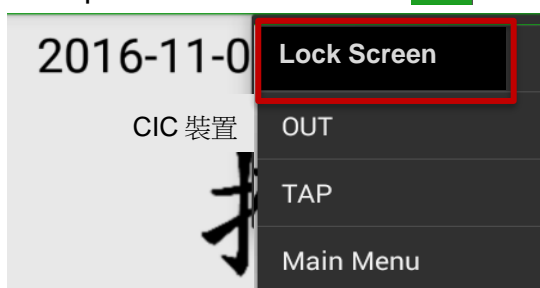 2016-11-0
Lock Screen
CIC 裝置
OUT
TAP
Main Menu